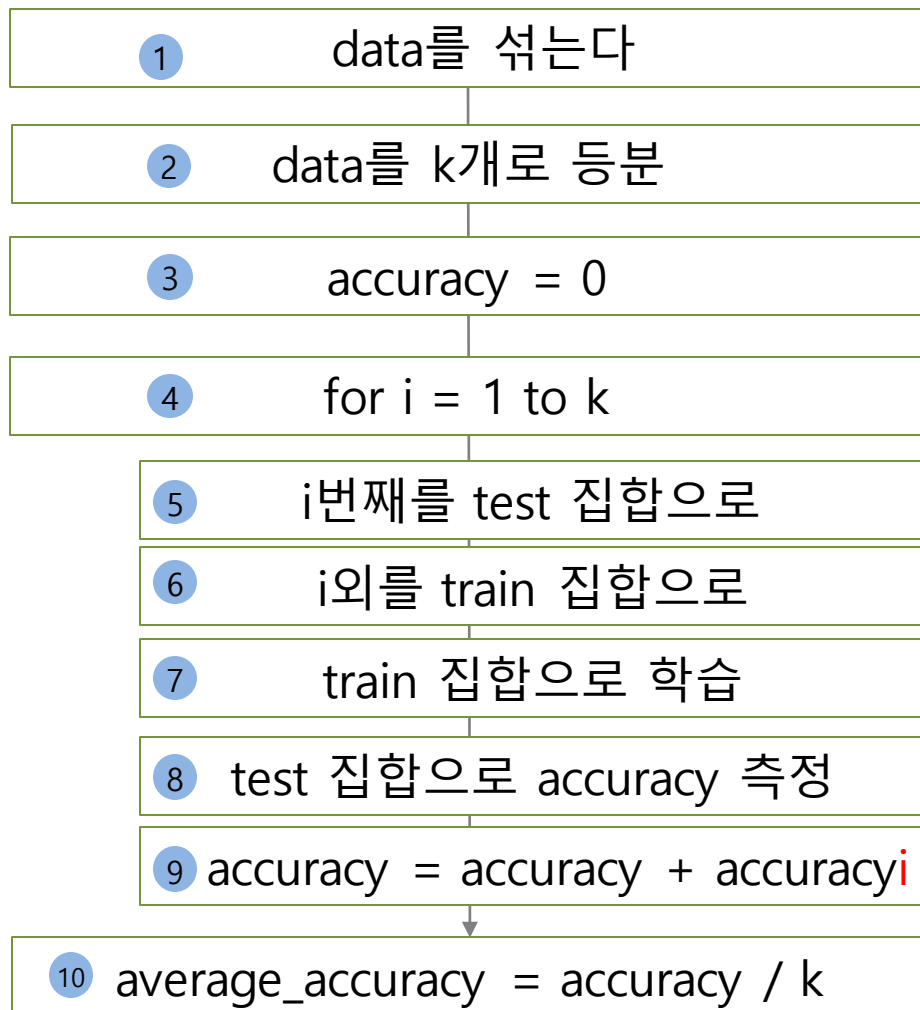 1 data를 섞는다
2 data를 k개로 등분
3 accuracy = 0
4 for i = 1 to k
5 i번째를 test 집합으로
6 i외를 train 집합으로
7 train 집합으로 학습
8 test 집합으로 accuracy 측정
9 accuracy = accuracy + accuracyi
10 average_accuracy = accuracy / k